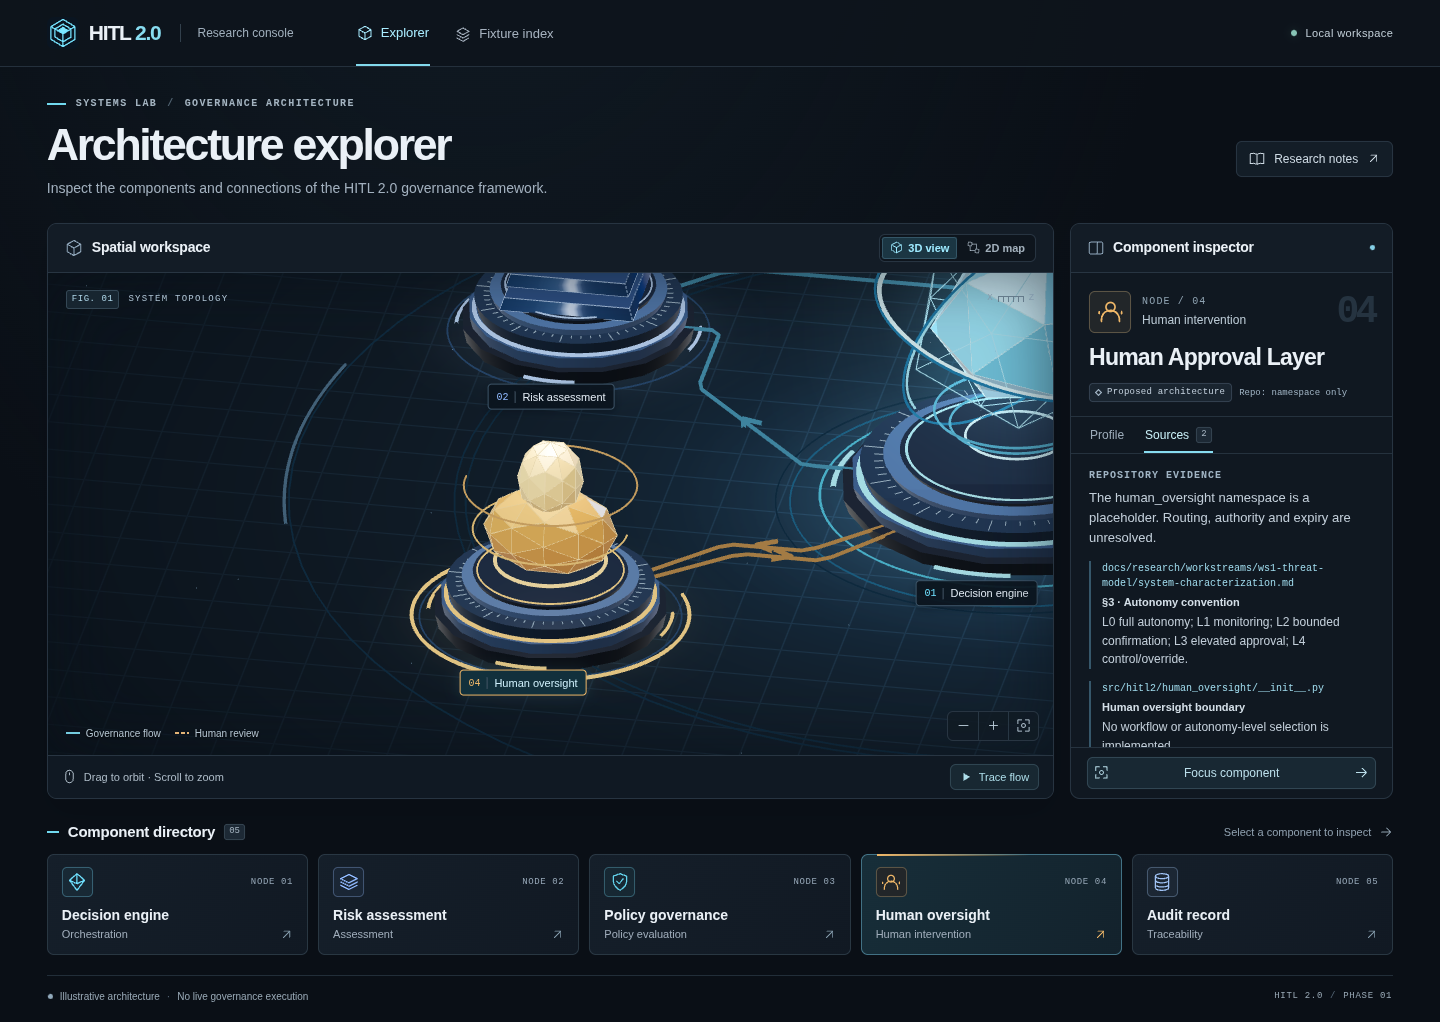 HITL 2.0
Research console
Explorer
Fixture index
Local workspace
SYSTEMS LAB / GOVERNANCE ARCHITECTURE
Architecture explorer
Inspect the components and connections of the HITL 2.0 governance framework.
Research notes
Spatial workspace
3D view
2D map
FIG. 01 SYSTEM TOPOLOGY
02 Risk assessment
01 Decision engine
04 Human oversight
Governance flow
Human review
Drag to orbit · Scroll to zoom
Trace flow
Component inspector
NODE / 04
Human intervention
04
Human Approval Layer
Proposed architecture
Repo: namespace only
Profile
Sources 2
REPOSITORY EVIDENCE
The human_oversight namespace is a
placeholder. Routing, authority and expiry are
unresolved.
docs/research/workstreams/ws1-threat-
model/system-characterization.md
§3 · Autonomy convention
L0 full autonomy; L1 monitoring; L2 bounded
confirmation; L3 elevated approval; L4
control/override.
src/hitl2/human_oversight/__init__.py
Human oversight boundary
No workflow or autonomy-level selection is
implemented
Focus component
Component directory 05
Select a component to inspect
NODE 01
Decision engine
Orchestration
NODE 02
Risk assessment
Assessment
NODE 03
Policy governance
Policy evaluation
NODE 04
Human oversight
Human intervention
NODE 05
Audit record
Traceability
Illustrative architecture · No live governance execution
HITL 2.0 / PHASE 01